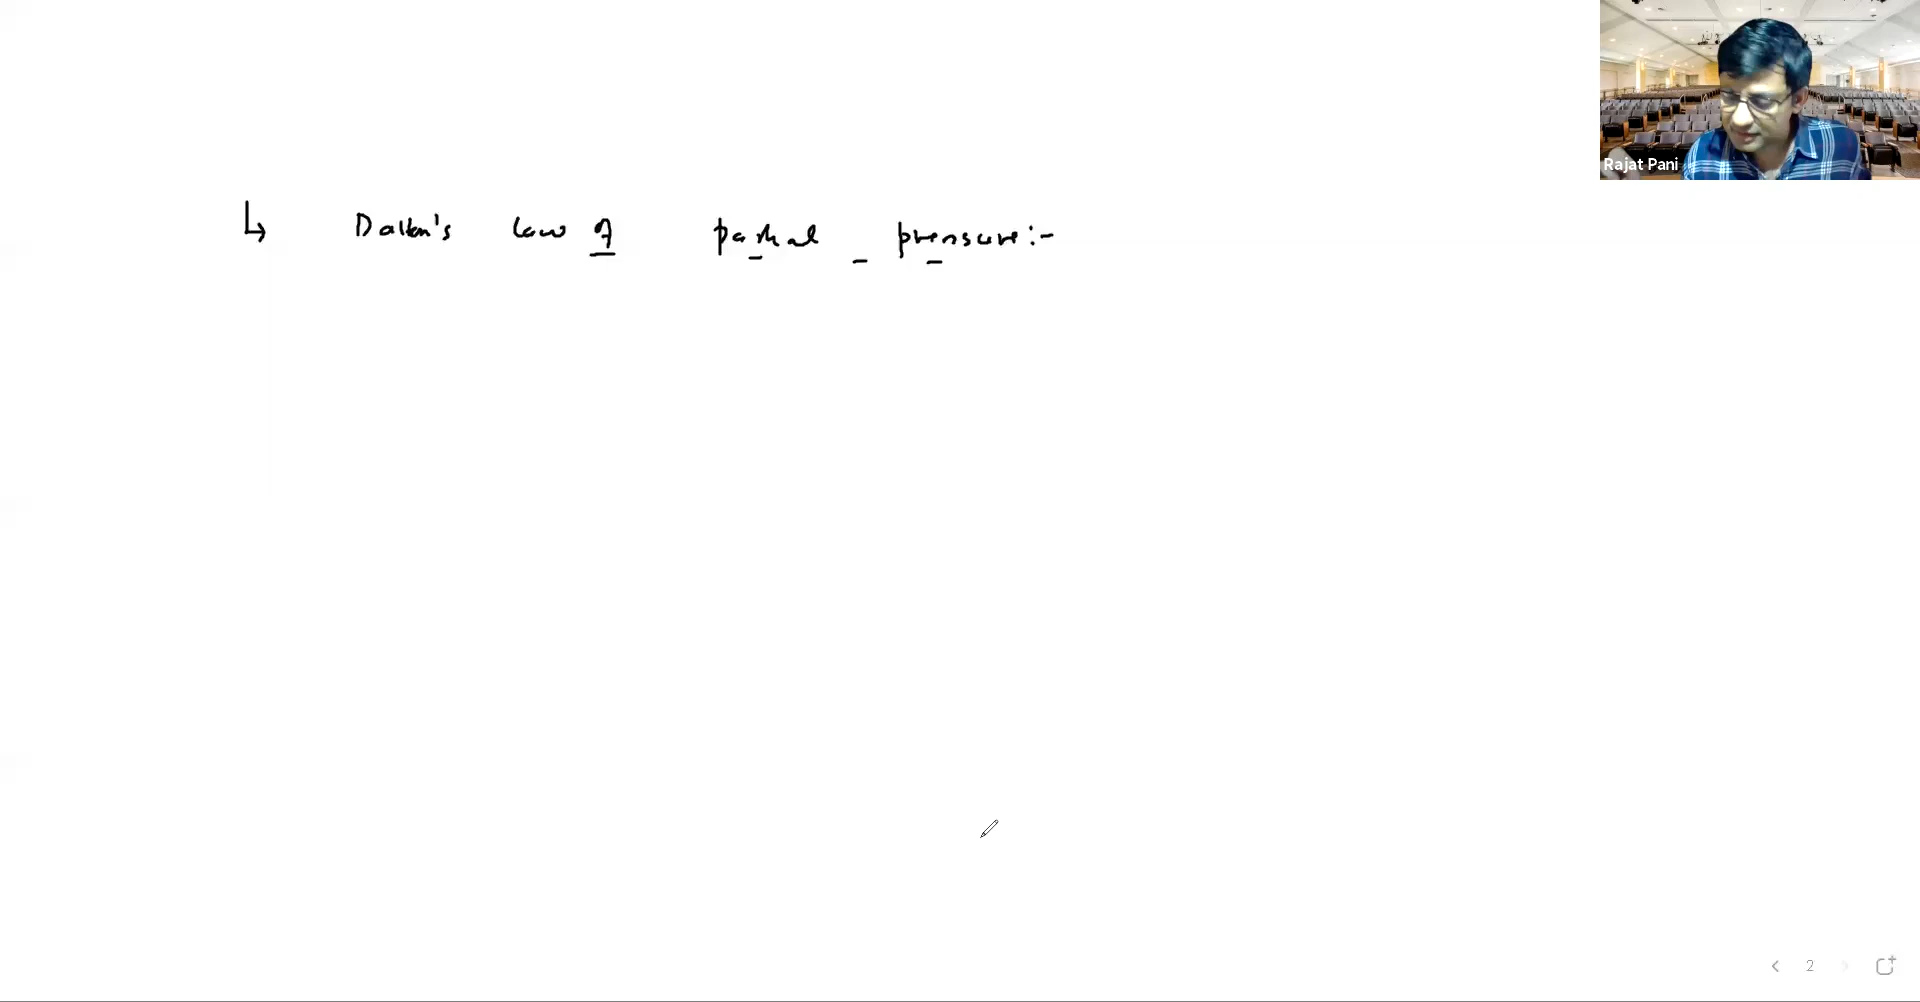 Rajat Pani
↳ Dalton's law of partial pressure:-
2